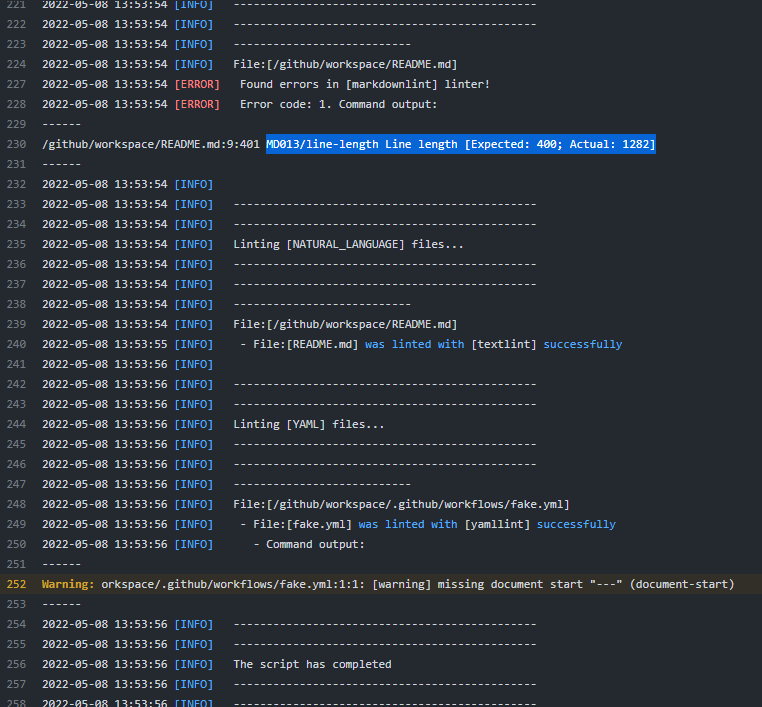 221 2022-05-08 13:53:54 [INFO] ----------------------------------------------
222 2022-05-08 13:53:54 [INFO] ----------------------------------------------
223 2022-05-08 13:53:54 [INFO] ---------------------------
224 2022-05-08 13:53:54 [INFO] File:[/github/workspace/README.md]
227 2022-05-08 13:53:54 [ERROR] Found errors in [markdownlint] linter!
228 2022-05-08 13:53:54 [ERROR] Error code: 1. Command output:
229 ------
230 /github/workspace/README.md:9:401 MD013/line-length Line length [Expected: 400; Actual: 1282]
231 ------
232 2022-05-08 13:53:54 [INFO]
233 2022-05-08 13:53:54 [INFO] ----------------------------------------------
234 2022-05-08 13:53:54 [INFO] ----------------------------------------------
235 2022-05-08 13:53:54 [INFO] Linting [NATURAL_LANGUAGE] files...
236 2022-05-08 13:53:54 [INFO] ----------------------------------------------
237 2022-05-08 13:53:54 [INFO] ----------------------------------------------
238 2022-05-08 13:53:54 [INFO] ---------------------------
239 2022-05-08 13:53:54 [INFO] File:[/github/workspace/README.md]
240 2022-05-08 13:53:55 [INFO] - File:[README.md] was linted with [textlint] successfully
241 2022-05-08 13:53:56 [INFO]
242 2022-05-08 13:53:56 [INFO] ----------------------------------------------
243 2022-05-08 13:53:56 [INFO] ----------------------------------------------
244 2022-05-08 13:53:56 [INFO] Linting [YAML] files...
245 2022-05-08 13:53:56 [INFO] ----------------------------------------------
246 2022-05-08 13:53:56 [INFO] ----------------------------------------------
247 2022-05-08 13:53:56 [INFO] ---------------------------
248 2022-05-08 13:53:56 [INFO] File:[/github/workspace/.github/workflows/fake.yml]
249 2022-05-08 13:53:56 [INFO] - File:[fake.yml] was linted with [yamllint] successfully
250 2022-05-08 13:53:56 [INFO] - Command output:
251 ------
252 Warning: orkspace/.github/workflows/fake.yml:1:1: [warning] missing document start "---" (document-start)
253 ------
254 2022-05-08 13:53:56 [INFO] ----------------------------------------------
255 2022-05-08 13:53:56 [INFO] ----------------------------------------------
256 2022-05-08 13:53:56 [INFO] The script has completed
257 2022-05-08 13:53:56 [INFO] ----------------------------------------------
258 2022-05-08 13:53:56 [INFO] ----------------------------------------------